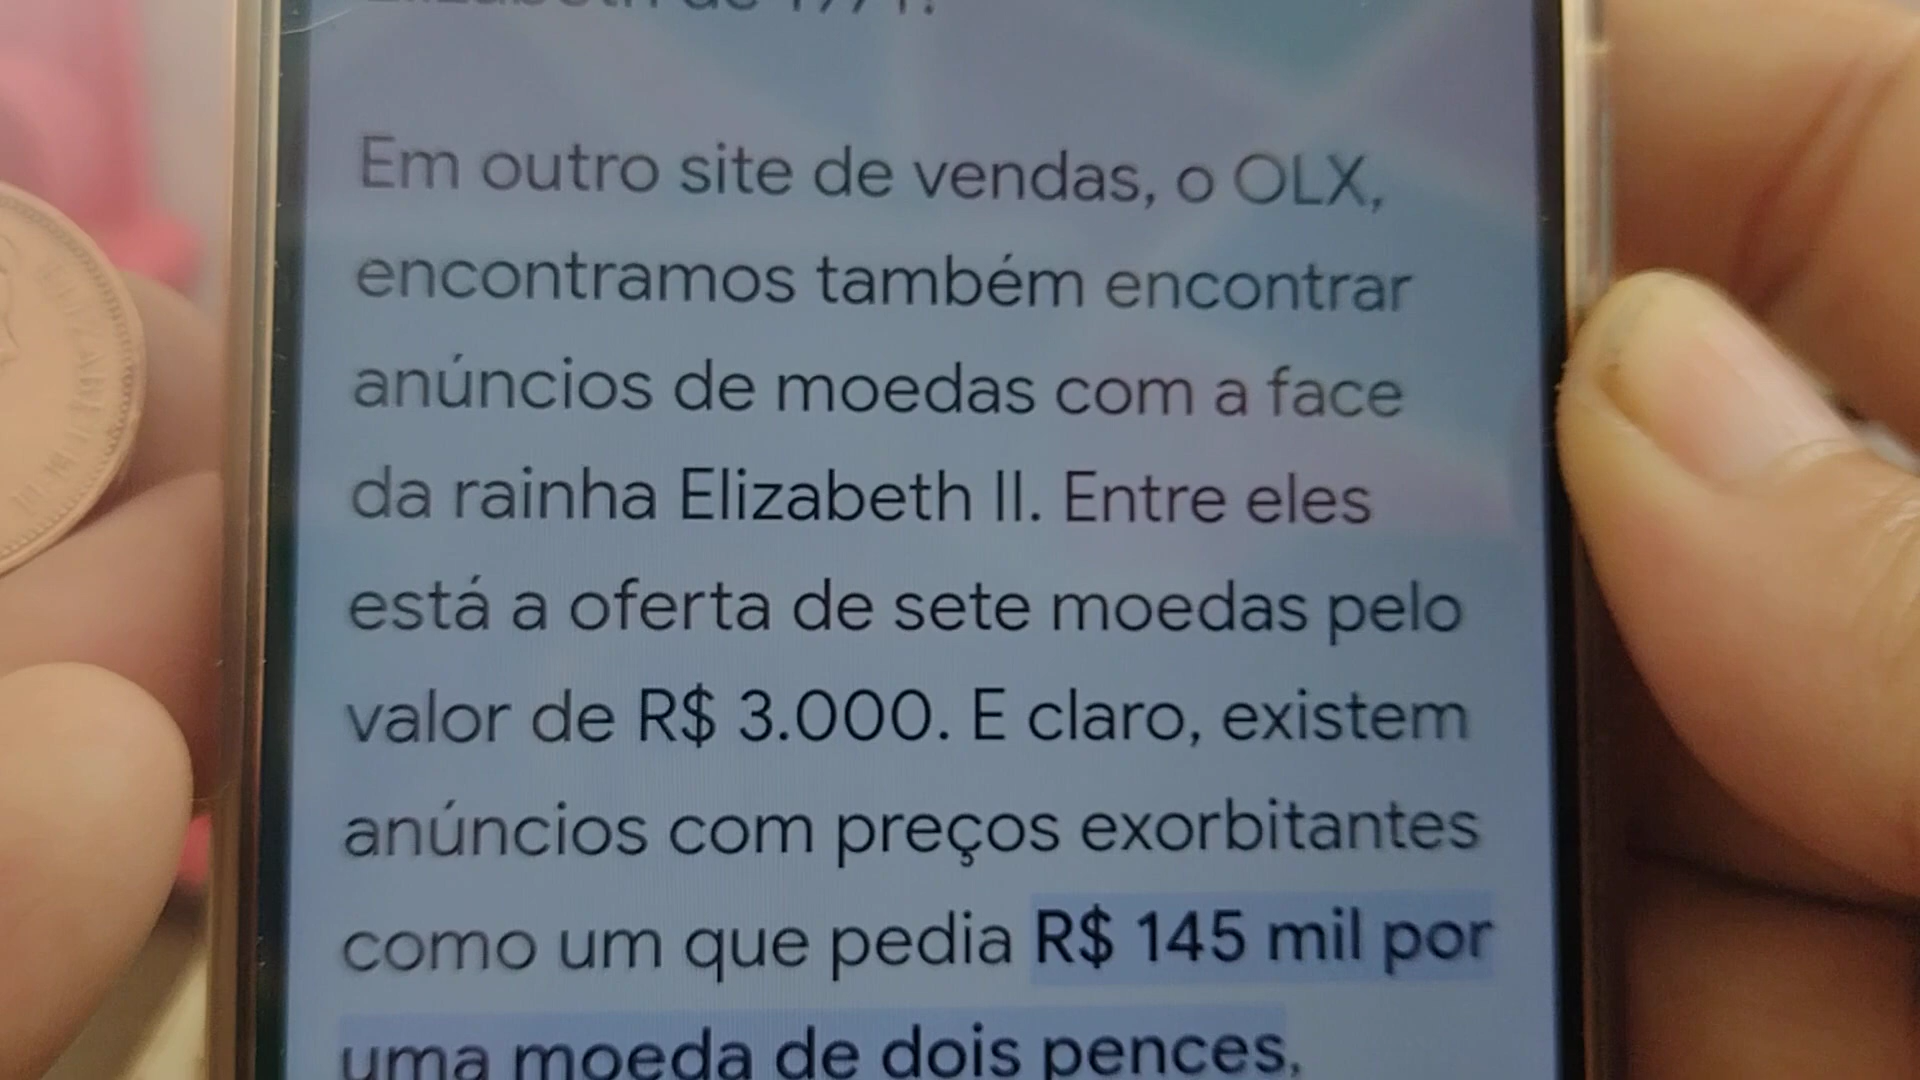 Em outro site de vendas, o OLX,
encontramos também encontrar
anúncios de moedas com a face
da rainha Elizabeth II. Entre eles
está a oferta de sete moedas pelo
valor de R$ 3.000. E claro, existem
anúncios com preços exorbitantes
como um que pedia R$ 145 mil por
uma moeda de dois pences,